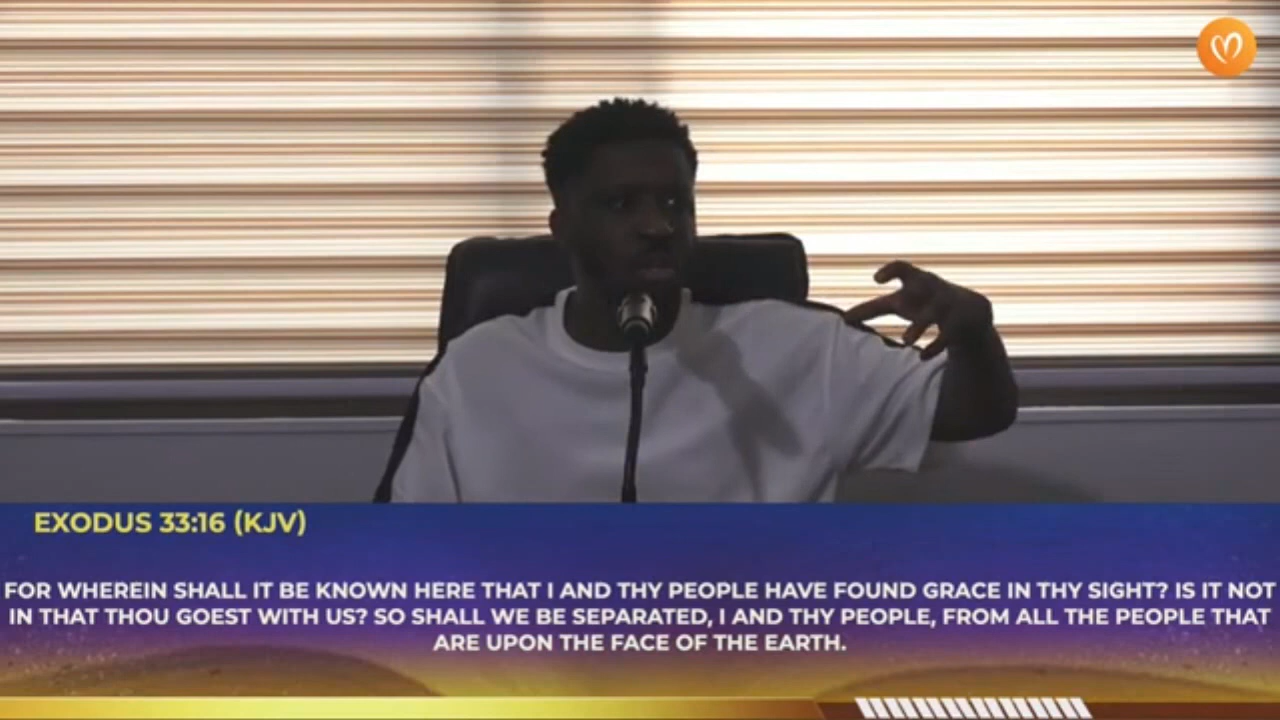 EXODUS 33:16 (KJV)
FOR WHEREIN SHALL IT BE KNOWN HERE THAT I AND THY PEOPLE HAVE FOUND GRACE IN THY SIGHT? IS IT NOT
IN THAT THOU GOEST WITH US? SO SHALL WE BE SEPARATED, I AND THY PEOPLE, FROM ALL THE PEOPLE THAT
ARE UPON THE FACE OF THE EARTH.